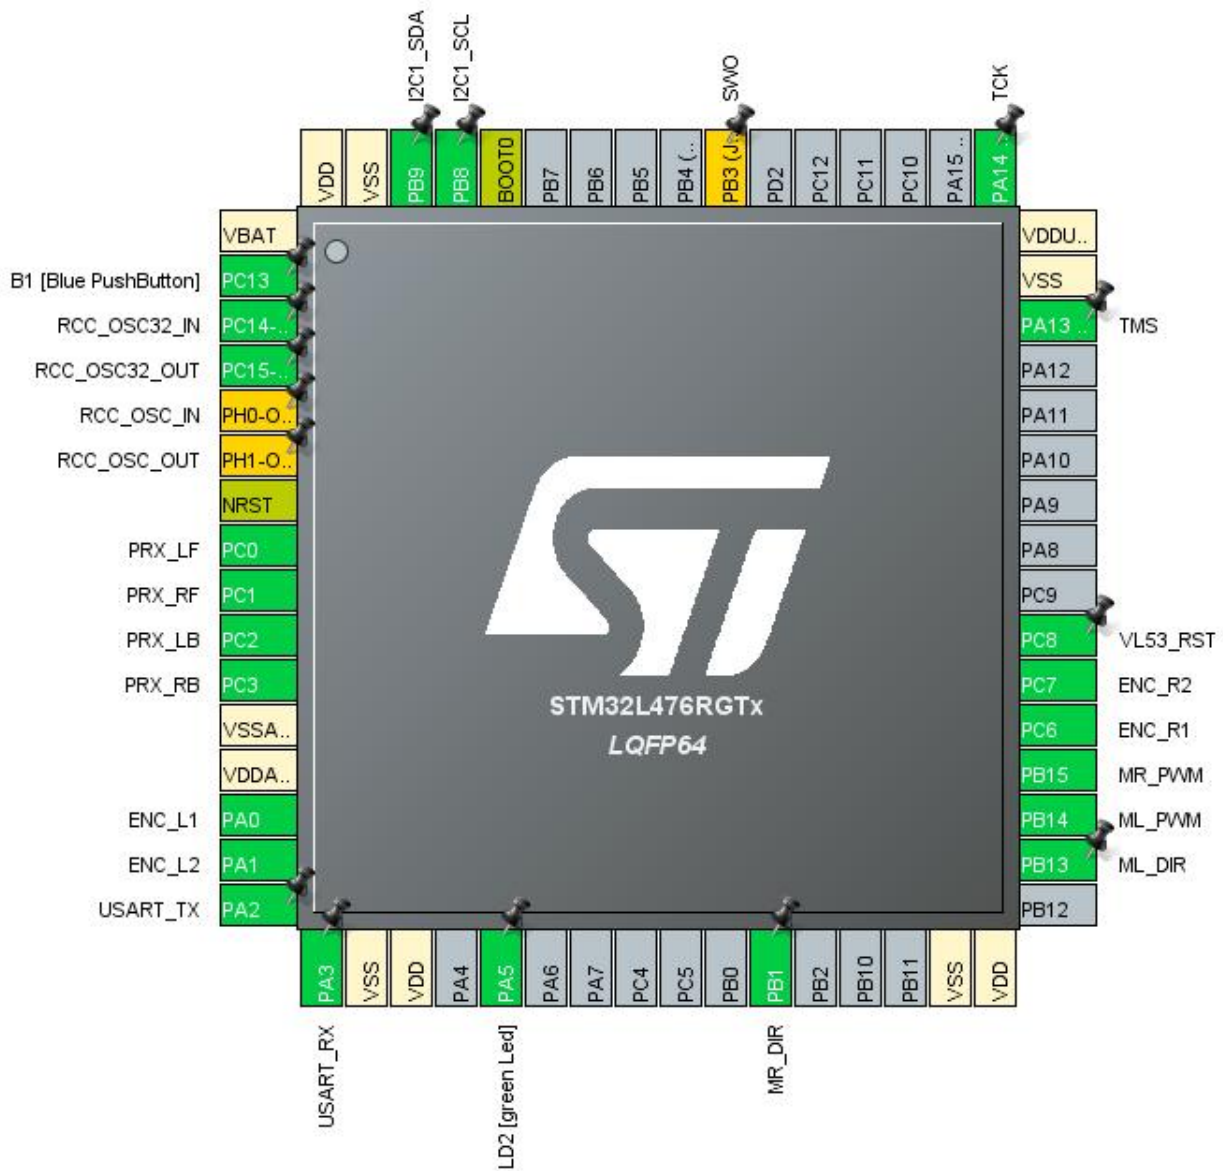 I2C1_SDA
I2C1_SCL
SWO
TCK
VDD
VSS
PB9
PB8
BOOT0
PB7
PB6
PB5
PB4 (..
PB3 (J..
PD2
PC12
PC11
PC10
PA15 ..
PA14 ..
VBAT
B1 [Blue PushButton] PC13
RCC_OSC32_IN PC14-..
RCC_OSC32_OUT PC15-..
RCC_OSC_IN PH0-O..
RCC_OSC_OUT PH1-O..
NRST
PRX_LF PC0
PRX_RF PC1
PRX_LB PC2
PRX_RB PC3
VSSA..
VDDA..
ENC_L1 PA0
ENC_L2 PA1
USART_TX PA2
ST
STM32L476RGTx
LQFP64
VDDU..
VSS
PA13 .. TMS
PA12
PA11
PA10
PA9
PA8
PC9
PC8 VL53_RST
PC7 ENC_R2
PC6 ENC_R1
PB15 MR_PWM
PB14 ML_PWM
PB13 ML_DIR
PB12
PA3
VSS
VDD
PA4
PA5
PA6
PA7
PC4
PC5
PB0
PB1
PB2
PB10
PB11
VSS
VDD
USART_RX
LD2 [green Led]
MR_DIR